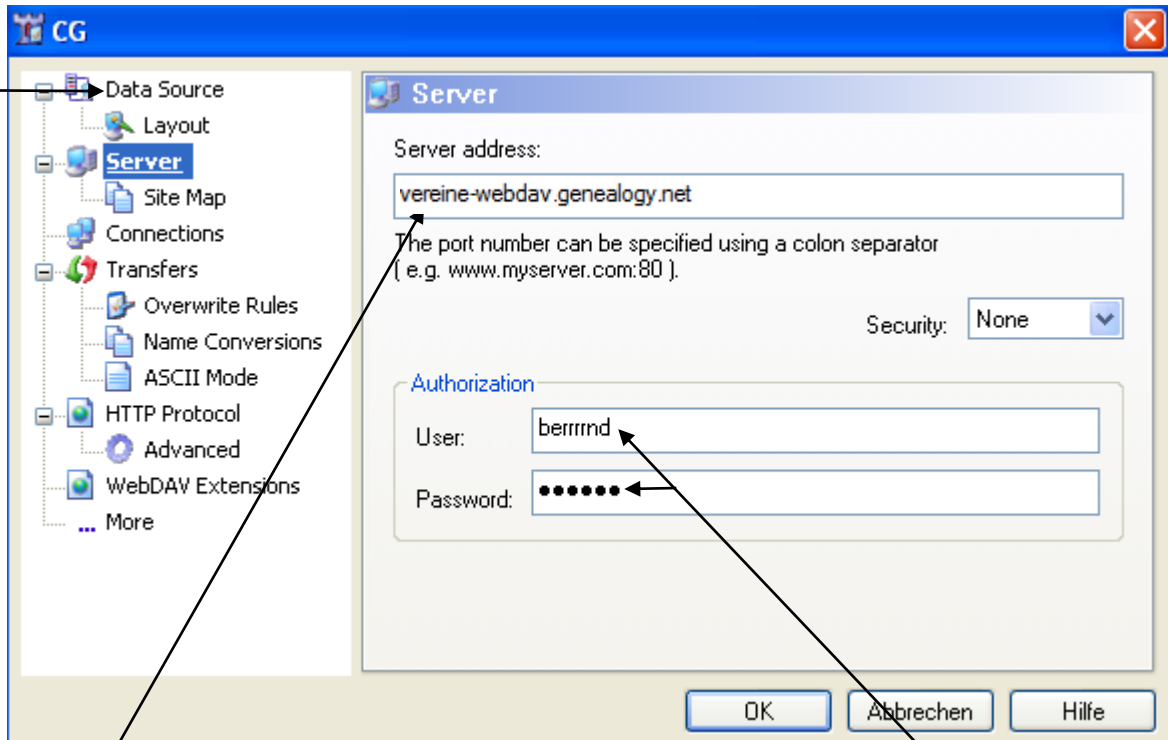 CG
Data Source
Layout
Server
Site Map
Connections
Transfers
Overwrite Rules
Name Conversions
ASCII Mode
HTTP Protocol
Advanced
WebDAV Extensions
... More
Server
Server address:
vereine-webdav.genealogy.net
The port number can be specified using a colon separator
( e.g. www.myserver.com:80 ).
Security: None
Authorization
User: berrrrnd
Password: ●●●●●●
OK Abbrechen Hilfe